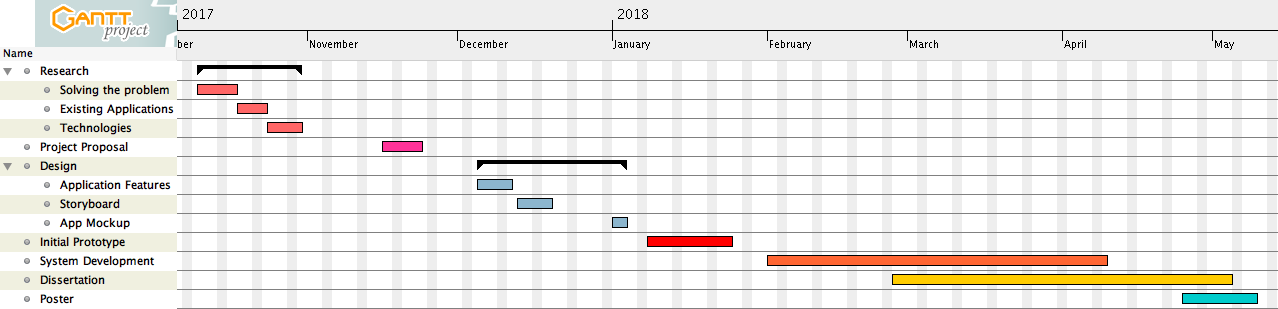 GANTT
project
2017
2018
ber
November
December
January
February
March
April
May
Name
Research
Solving the problem
Existing Applications
Technologies
Project Proposal
Design
Application Features
Storyboard
App Mockup
Initial Prototype
System Development
Dissertation
Poster